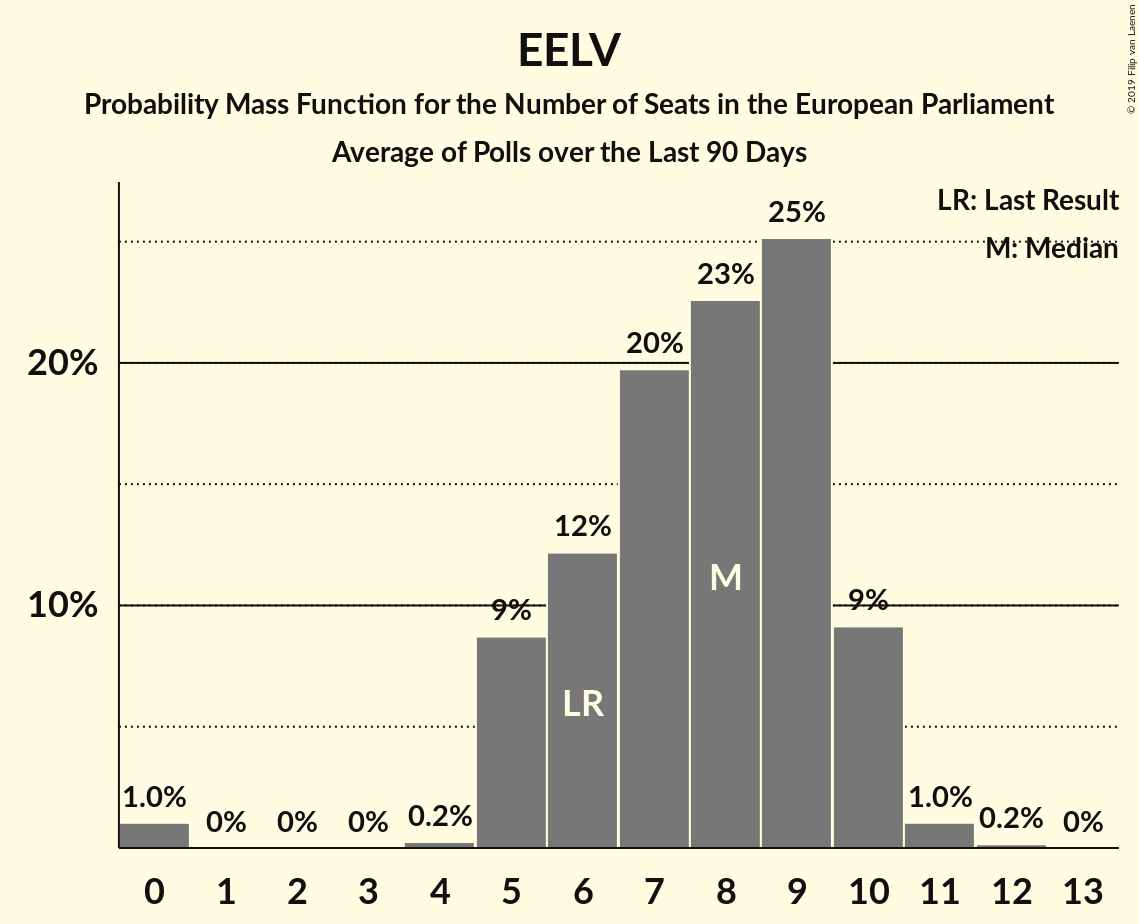 EELV
Probability Mass Function for the Number of Seats in the European Parliament
Average of Polls over the Last 90 Days
© 2019 Filip van Laenen
LR: Last Result
M: Median
25%
23%
20%
20%
12%
10%
9%
9%
M
LR
1.0%
0%
0%
0%
0.2%
1.0%
0.2%
0%
0 1 2 3 4 5 6 7 8 9 10 11 12 13